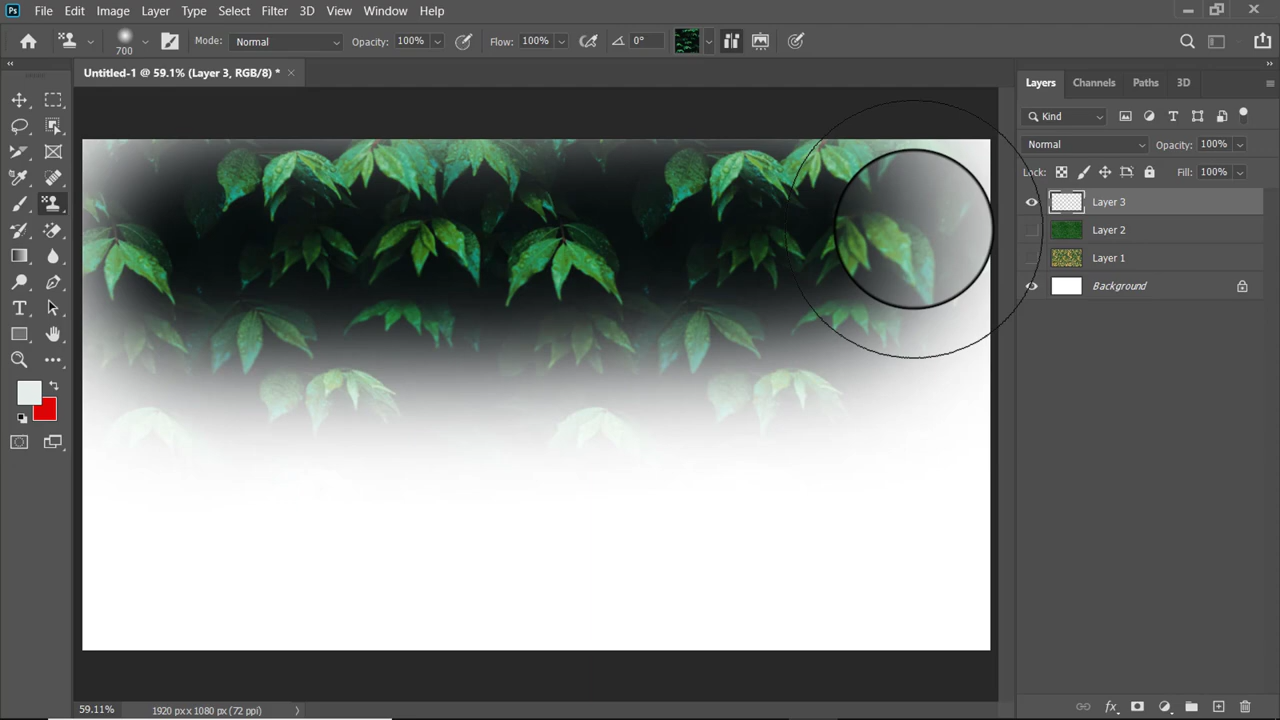 Ps File Edit Image Layer Type Select Filter 3D View Window Help
700 Mode: Normal Opacity: 100% Flow: 100% 0°
Untitled-1 @ 59.1% (Layer 3, RGB/8) *
Layers Channels Paths 3D
Kind
Normal Opacity: 100%
Lock: Fill: 100%
Layer 3
Layer 2
Layer 1
Background
59.11% 1920 px x 1080 px (72 ppi)